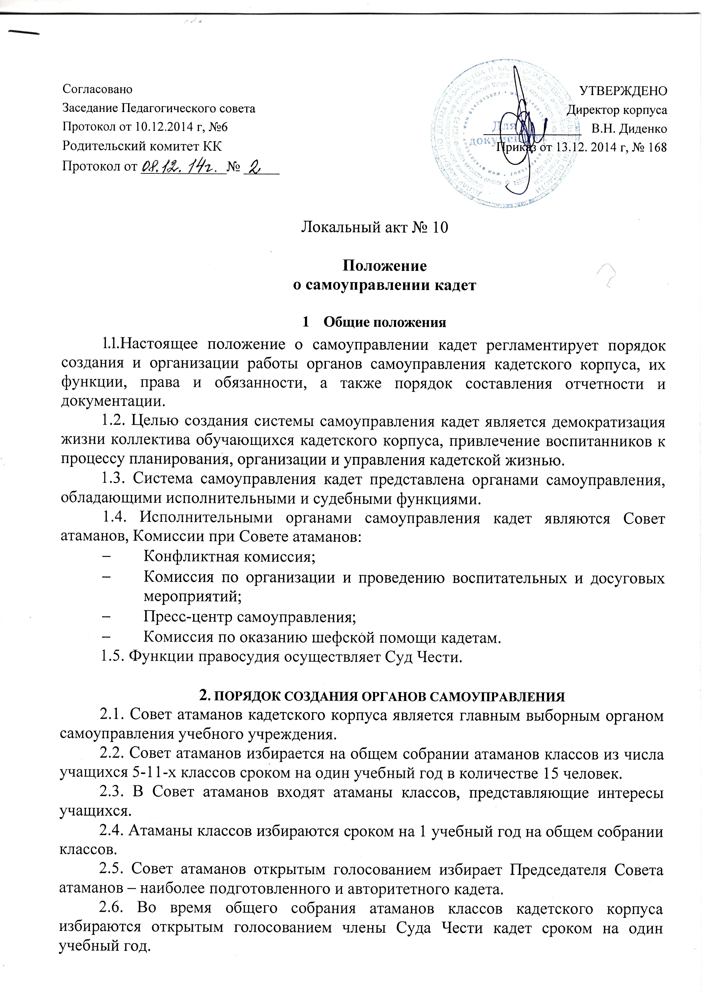 Согласовано
Заседание Педагогического совета
Протокол от 10.12.2014 г, №6
Родительский комитет КК
Протокол от 08.12.14г. № 2
УТВЕРЖДЕНО
Директор корпуса
В.Н. Диденко
Приказ от 13.12. 2014 г, № 168
Для
документов
ИНН 6142015807
Локальный акт № 10
Положение
о самоуправлении кадет
1 Общие положения
1.1.Настоящее положение о самоуправлении кадет регламентирует порядок
создания и организации работы органов самоуправления кадетского корпуса, их
функции, права и обязанности, а также порядок составления отчетности и
документации.
1.2. Целью создания системы самоуправления кадет является демократизация
жизни коллектива обучающихся кадетского корпуса, привлечение воспитанников к
процессу планирования, организации и управления кадетской жизнью.
1.3. Система самоуправления кадет представлена органами самоуправления,
обладающими исполнительными и судебными функциями.
1.4. Исполнительными органами самоуправления кадет являются Совет
атаманов, Комиссии при Совете атаманов:
– Конфликтная комиссия;
– Комиссия по организации и проведению воспитательных и досуговых
мероприятий;
– Пресс-центр самоуправления;
– Комиссия по оказанию шефской помощи кадетам.
1.5. Функции правосудия осуществляет Суд Чести.
2. ПОРЯДОК СОЗДАНИЯ ОРГАНОВ САМОУПРАВЛЕНИЯ
2.1. Совет атаманов кадетского корпуса является главным выборным органом
самоуправления учебного учреждения.
2.2. Совет атаманов избирается на общем собрании атаманов классов из числа
учащихся 5-11-х классов сроком на один учебный год в количестве 15 человек.
2.3. В Совет атаманов входят атаманы классов, представляющие интересы
учащихся.
2.4. Атаманы классов избираются сроком на 1 учебный год на общем собрании
классов.
2.5. Совет атаманов открытым голосованием избирает Председателя Совета
атаманов – наиболее подготовленного и авторитетного кадета.
2.6. Во время общего собрания атаманов классов кадетского корпуса
избираются открытым голосованием члены Суда Чести кадет сроком на один
учебный год.